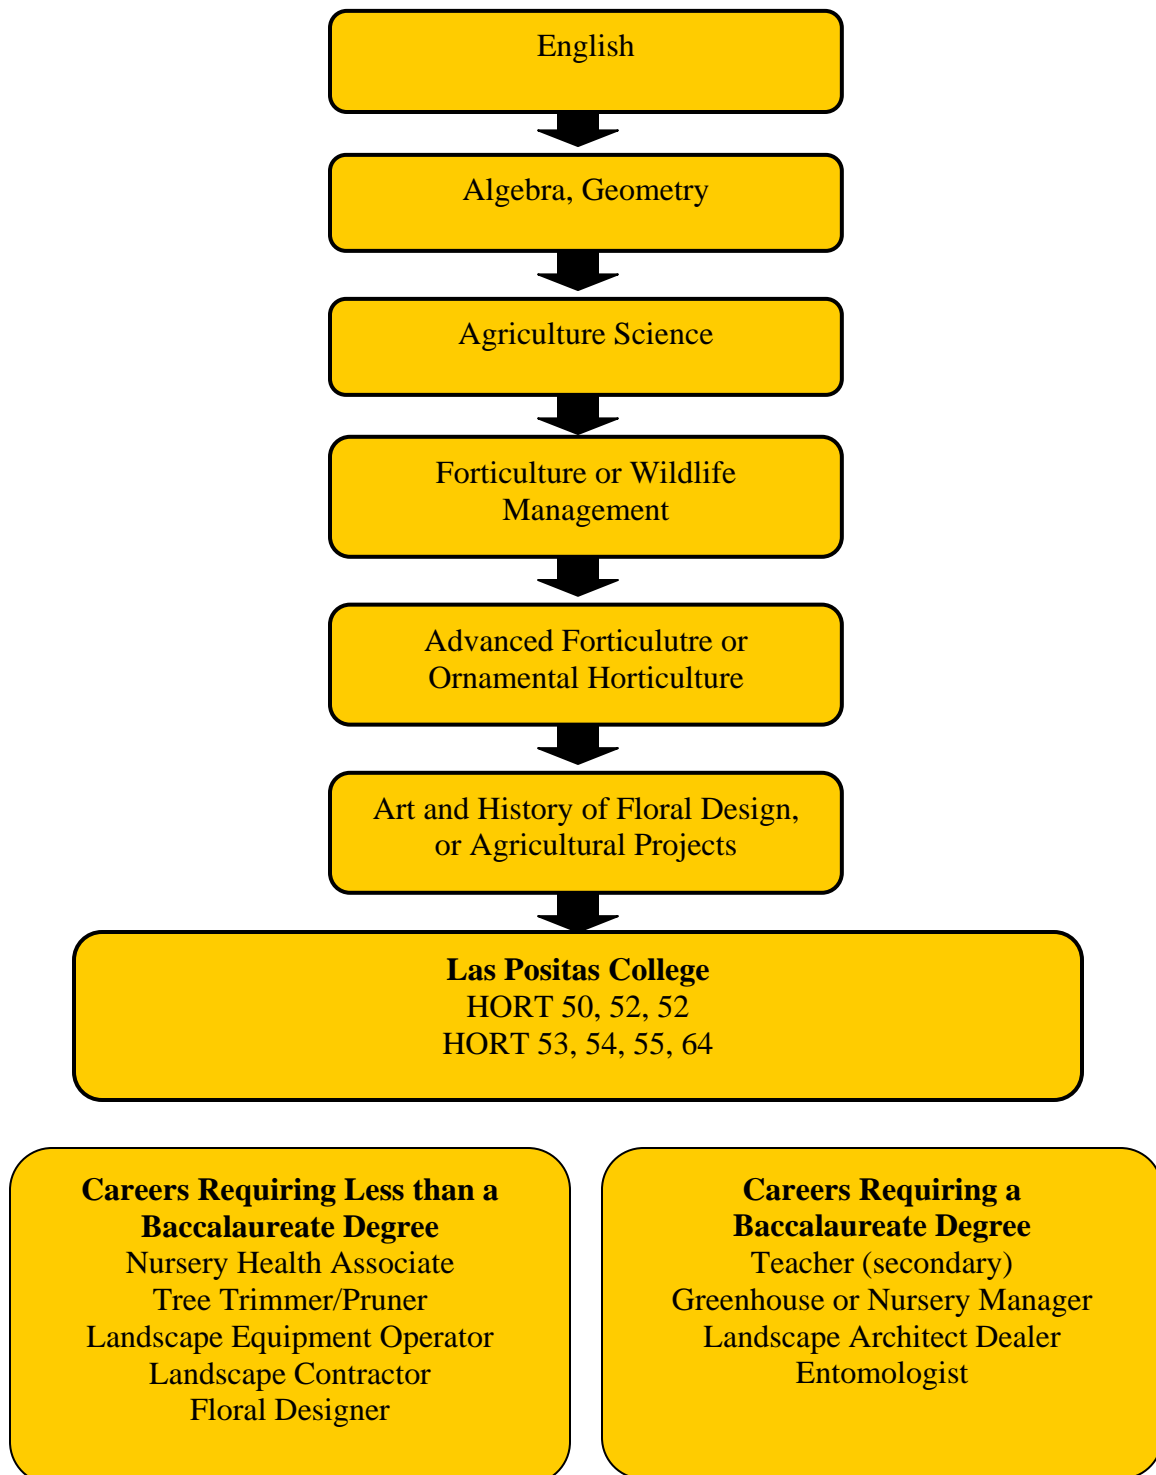 English
Algebra, Geometry
Agriculture Science
Forticulture or Wildlife
Management
Advanced Forticulutre or
Ornamental Horticulture
Art and History of Floral Design,
or Agricultural Projects
Las Positas College
HORT 50, 52, 52
HORT 53, 54, 55, 64
Careers Requiring Less than a
Baccalaureate Degree
Nursery Health Associate
Tree Trimmer/Pruner
Landscape Equipment Operator
Landscape Contractor
Floral Designer
Careers Requiring a
Baccalaureate Degree
Teacher (secondary)
Greenhouse or Nursery Manager
Landscape Architect Dealer
Entomologist